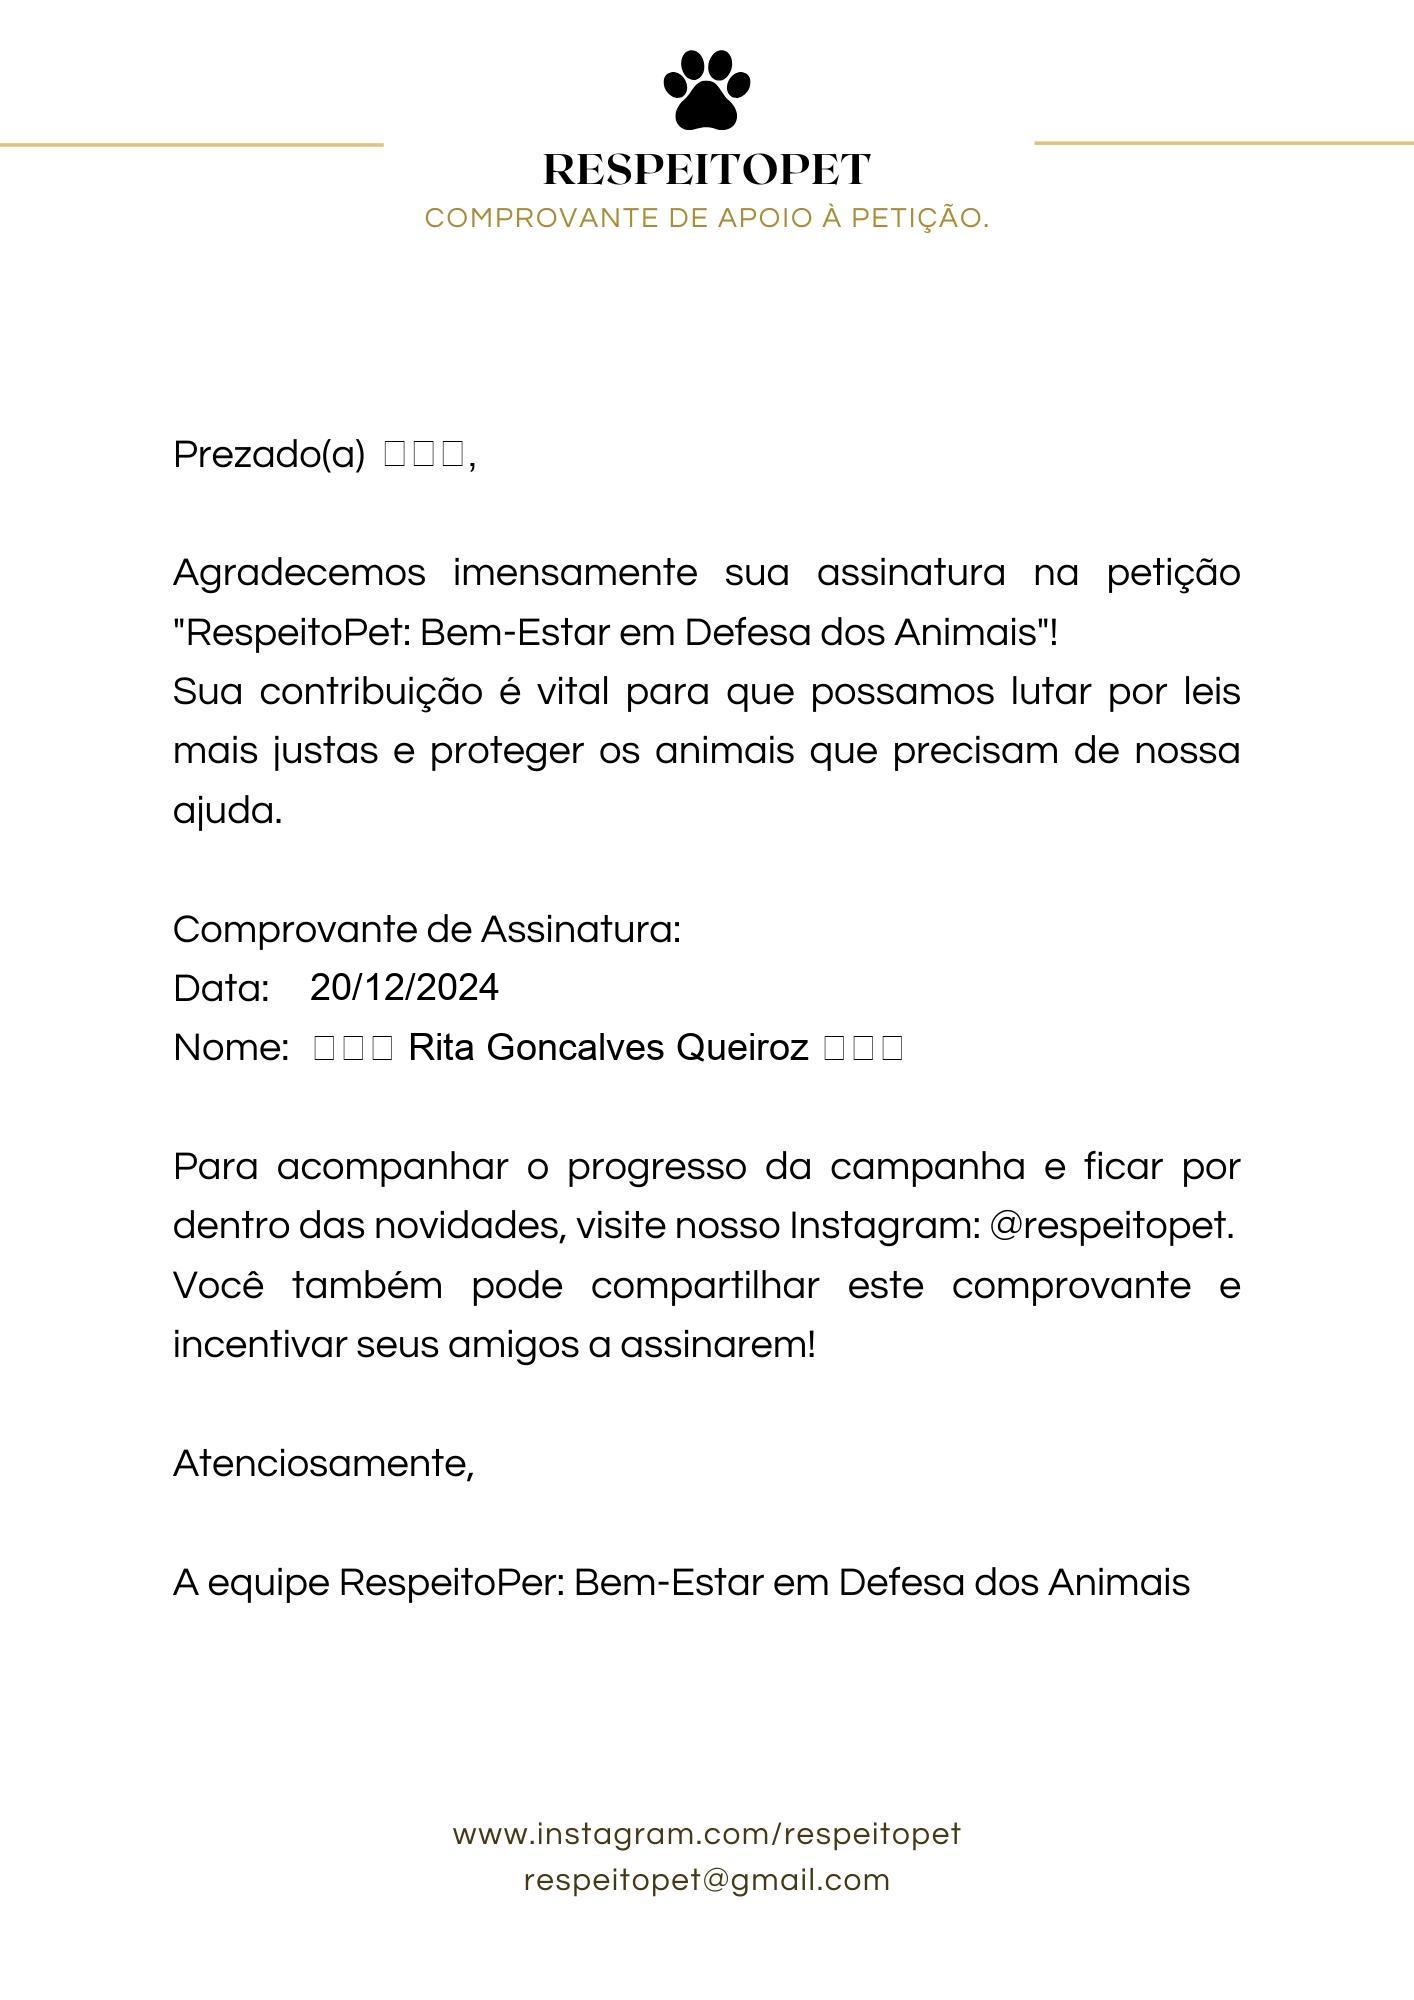 RESPEITOPET
COMPROVANTE DE APOIO À PETIÇÃO.
Prezado(a) □□□,
Agradecemos imensamente sua assinatura na petição
"RespeitoPet: Bem-Estar em Defesa dos Animais"!
Sua contribuição é vital para que possamos lutar por leis
mais justas e proteger os animais que precisam de nossa
ajuda.
Comprovante de Assinatura:
Data: 20/12/2024
Nome: □□□ Rita Goncalves Queiroz □□□
Para acompanhar o progresso da campanha e ficar por
dentro das novidades, visite nosso Instagram: @respeitopet.
Você também pode compartilhar este comprovante e
incentivar seus amigos a assinarem!
Atenciosamente,
A equipe RespeitoPer: Bem-Estar em Defesa dos Animais
www.instagram.com/respeitopet
respeitopet@gmail.com